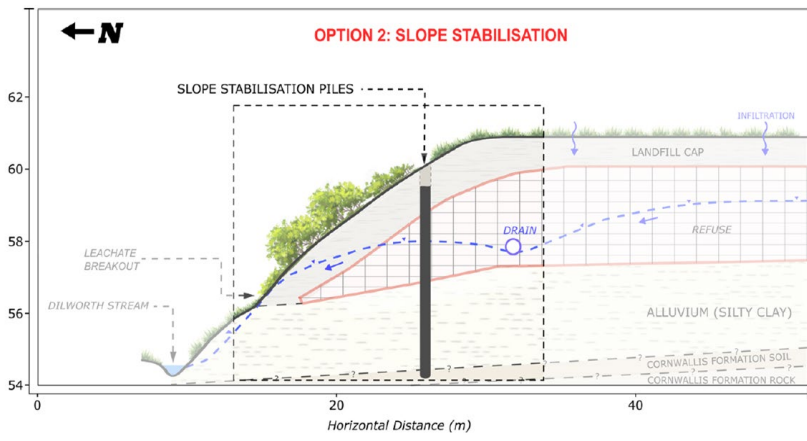 N
OPTION 2: SLOPE STABILISATION
62
SLOPE STABILISATION PILES
INFILTRATION
60
LANDFILL CAP
DRAIN
REFUSE
58
LEACHATE
BREAKOUT
DILWORTH STREAM
56
ALLUVIUM (SILTY CLAY)
? ? ? ?
CORNWALLIS FORMATION SOIL
? ? ? ?
CORNWALLIS FORMATION ROCK
54
0
20
40
Horizontal Distance (m)